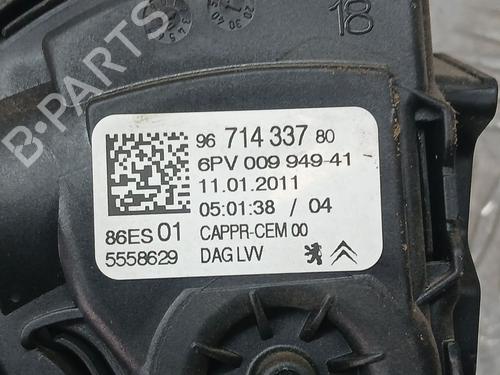 B-PARTS
18
96 714 337 80
6PV 009 949-41
11.01.2011
05:01:38 / 04
86ES 01 CAPPR-CEM 00
5558629 DAG LVV